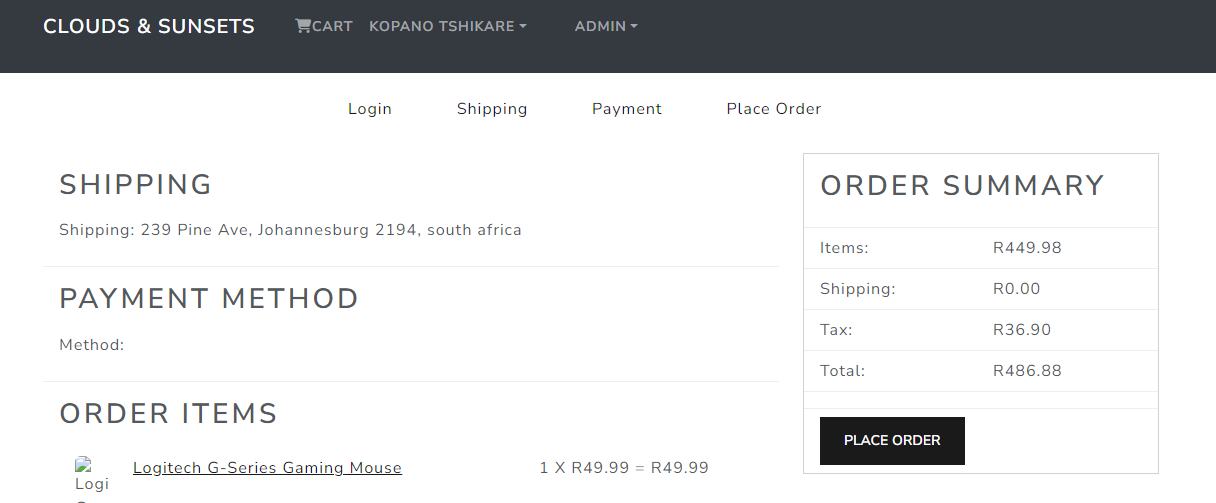 CLOUDS & SUNSETS CART KOPANO TSHIKARE ADMIN
Login Shipping Payment Place Order
SHIPPING
Shipping: 239 Pine Ave, Johannesburg 2194, south africa
PAYMENT METHOD
Method:
ORDER ITEMS
Logi
Logitech G-Series Gaming Mouse 1 X R49.99 = R49.99
ORDER SUMMARY
Items: R449.98
Shipping: R0.00
Tax: R36.90
Total: R486.88
PLACE ORDER